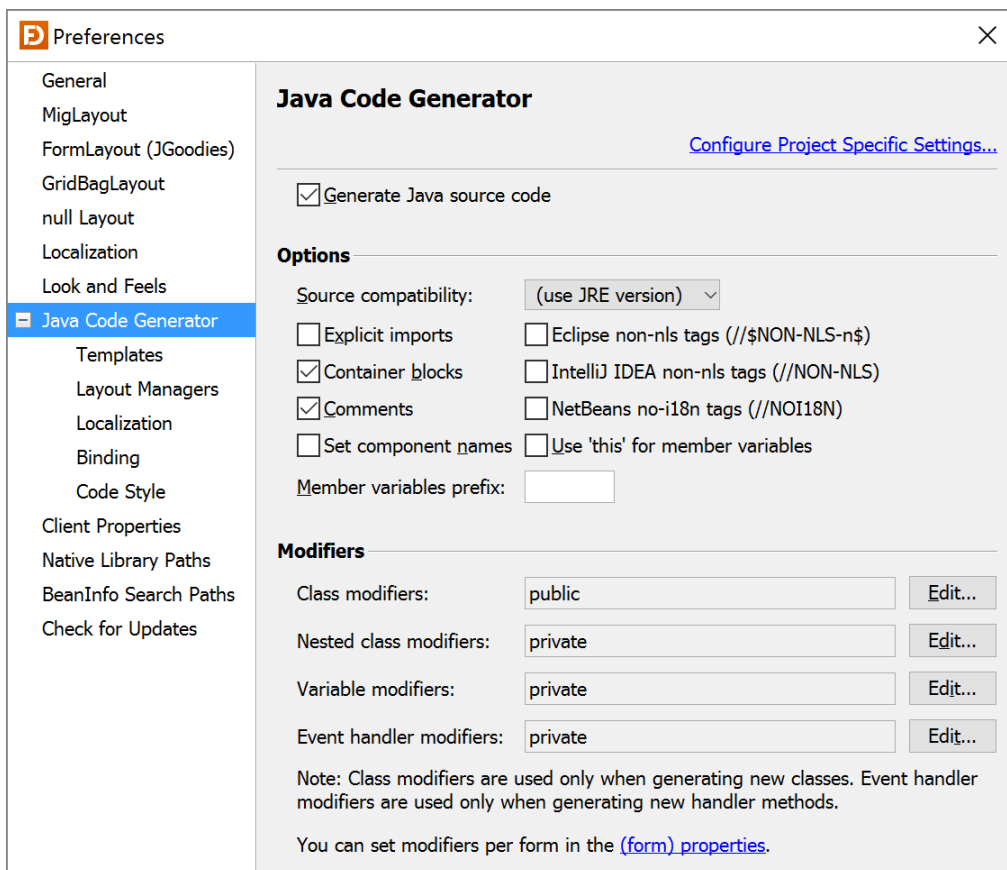 Preferences
General
MigLayout
FormLayout (JGoodies)
GridBagLayout
null Layout
Localization
Look and Feels
Java Code Generator
Templates
Layout Managers
Localization
Binding
Code Style
Client Properties
Native Library Paths
BeanInfo Search Paths
Check for Updates
Java Code Generator
Configure Project Specific Settings...
Generate Java source code
Options
Source compatibility: (use JRE version)
Explicit imports Eclipse non-nls tags (//$NON-NLS-n$)
Container blocks IntelliJ IDEA non-nls tags (//NON-NLS)
Comments NetBeans no-i18n tags (//NOI18N)
Set component names Use 'this' for member variables
Member variables prefix:
Modifiers
Class modifiers: public Edit...
Nested class modifiers: private Edit...
Variable modifiers: private Edit...
Event handler modifiers: private Edit...
Note: Class modifiers are used only when generating new classes. Event handler
modifiers are used only when generating new handler methods.
You can set modifiers per form in the (form) properties.